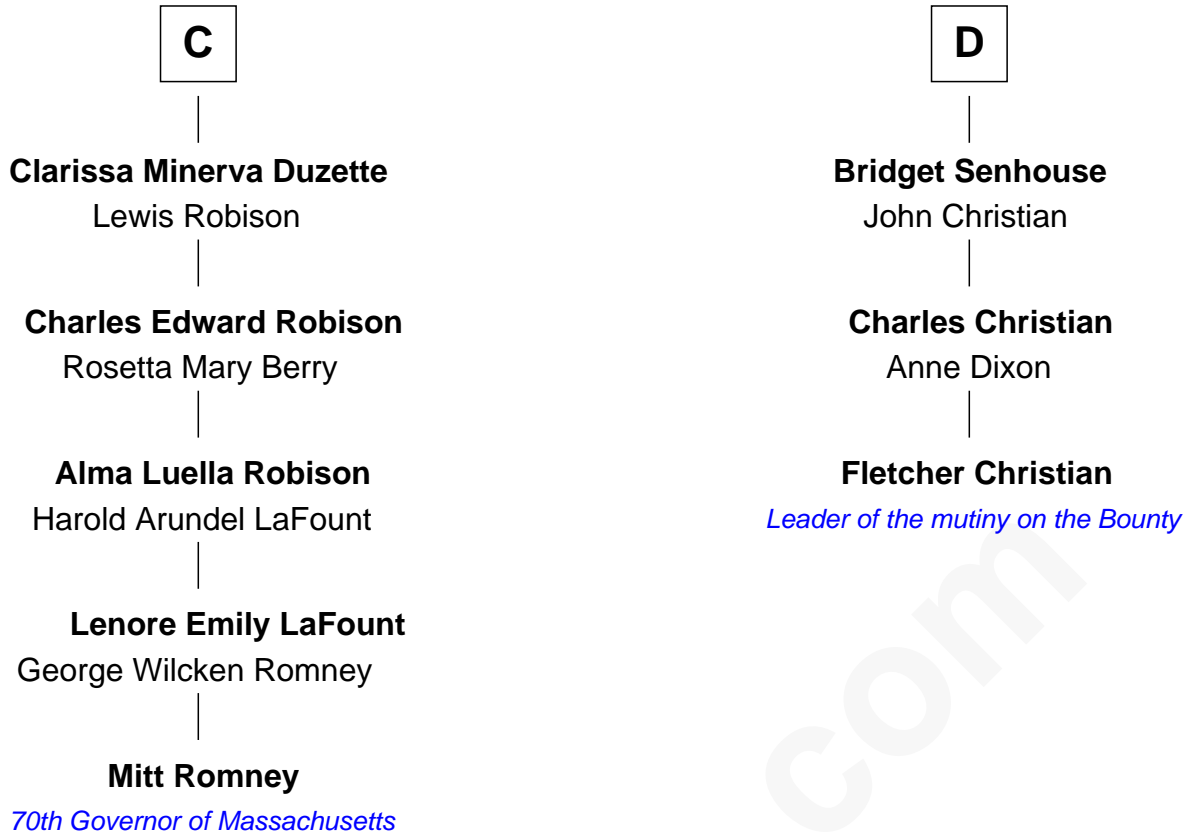 C
Clarissa Minerva Duzette
Lewis Robison
Charles Edward Robison
Rosetta Mary Berry
Alma Luella Robison
Harold Arundel LaFount
Lenore Emily LaFount
George Wilcken Romney
Mitt Romney
70th Governor of Massachusetts
D
Bridget Senhouse
John Christian
Charles Christian
Anne Dixon
Fletcher Christian
Leader of the mutiny on the Bounty
com